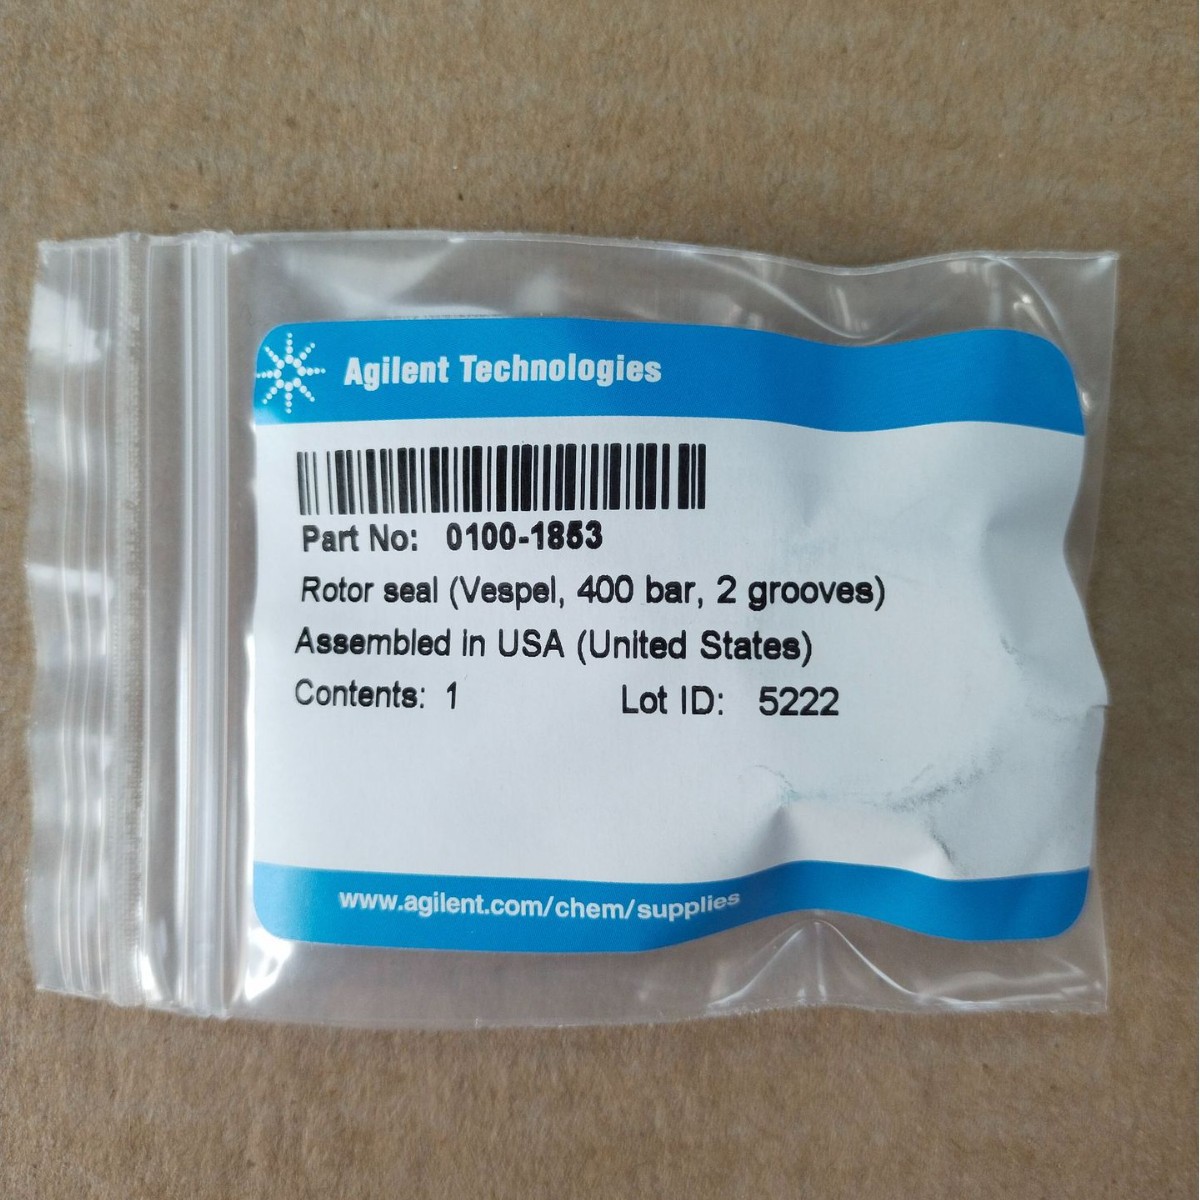 Agilent Technologies
Part No: 0100-1853
Rotor seal (Vespel, 400 bar, 2 grooves)
Assembled in USA (United States)
Contents: 1 Lot ID: 5222
www.agilent.com/chem/supplies